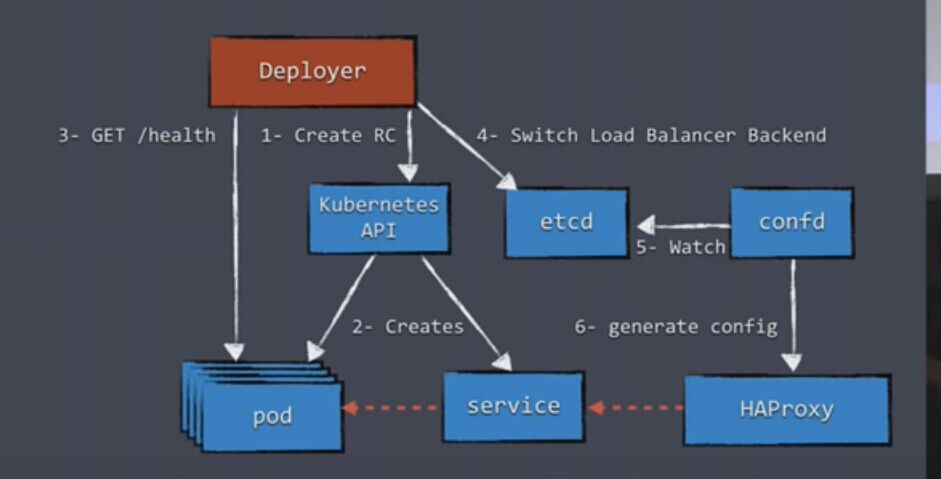 Deployer
3- GET /health
1- Create RC
4- Switch Load Balancer Backend
Kubernetes
API
etcd
confd
5- Watch
2- Creates
6- generate config
pod
service
HAProxy